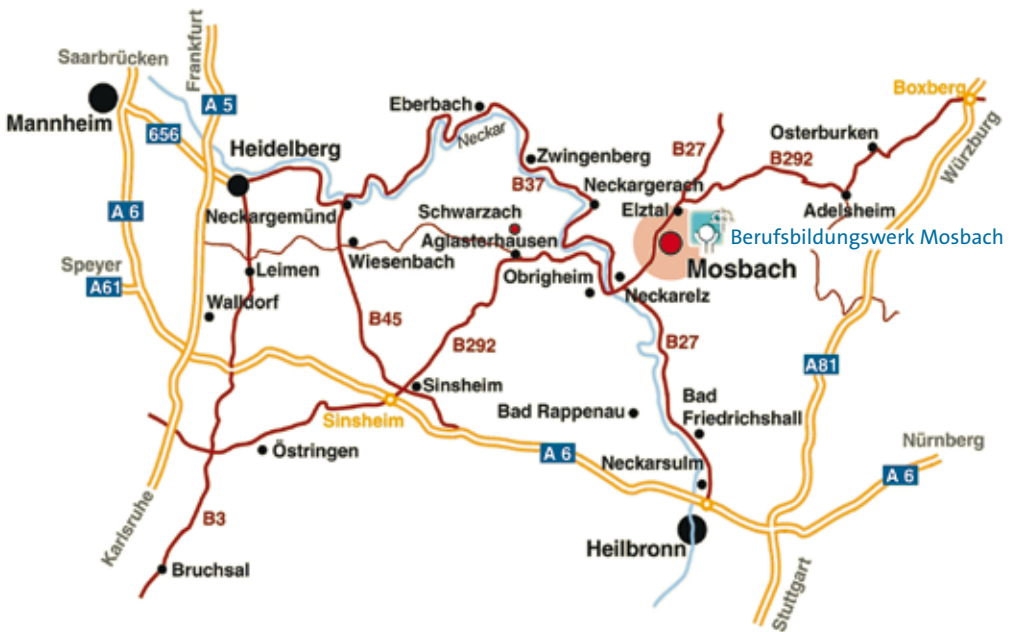 Saarbrücken
Frankfurt
A 5
Mannheim
656
Heidelberg
Eberbach
Neckar
Zwingenberg
B27
Osterburken
Boxberg
Würzburg
B292
B37
Neckargerach
A 6
Neckargemünd
Schwarzach
Elztal
Adelsheim
Berufsbildungswerk Mosbach
Aglasterhausen
Wiesenbach
Speyer
Leimen
Obrigheim
Mosbach
A61
Walldorf
Neckarelz
B45
B292
B27
A81
Sinsheim
Sinsheim
Bad Rappenau
Bad
Friedrichshall
Östringen
A 6
Neckarsulm
Nürnberg
A 6
Karlsruhe
B3
Heilbronn
Bruchsal
Stuttgart